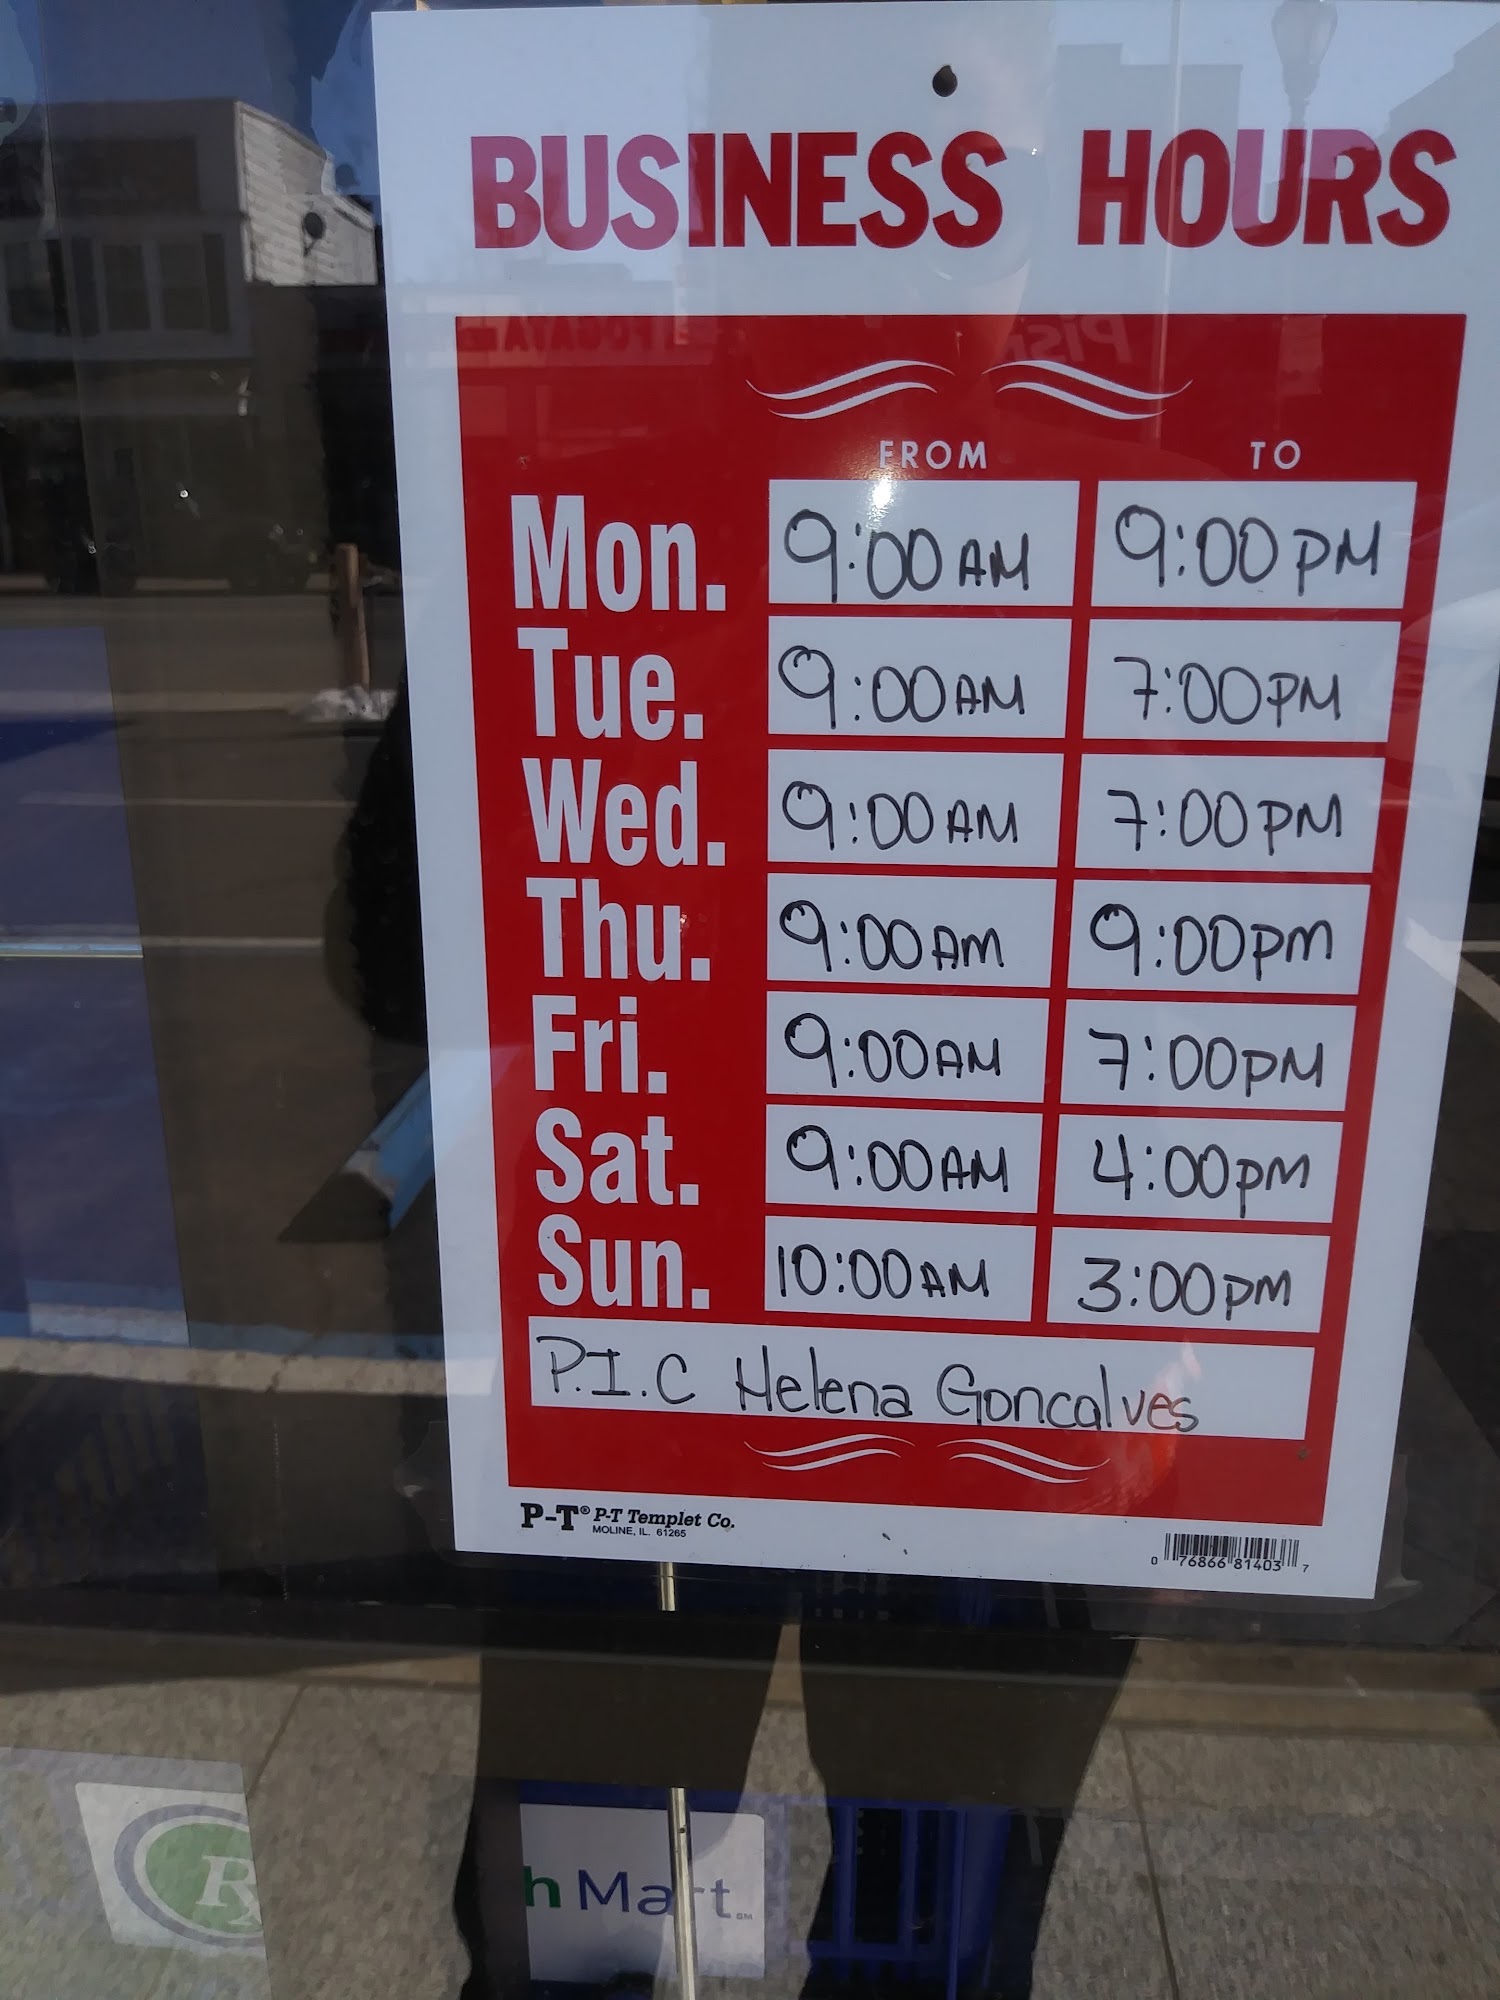 BUSINESS HOURS
FROM TO
Mon. 9:00 AM 9:00 PM
Tue. 9:00 AM 7:00 PM
Wed. 9:00 AM 7:00 PM
Thu. 9:00 AM 9:00 PM
Fri. 9:00 AM 7:00 PM
Sat. 9:00 AM 4:00 PM
Sun. 10:00 AM 3:00 PM
P.I.C Helena Goncalves
P-T® P-T Templet Co.
MOLINE, IL. 61265
0 76866 81403 7
Rx
h Mart SM